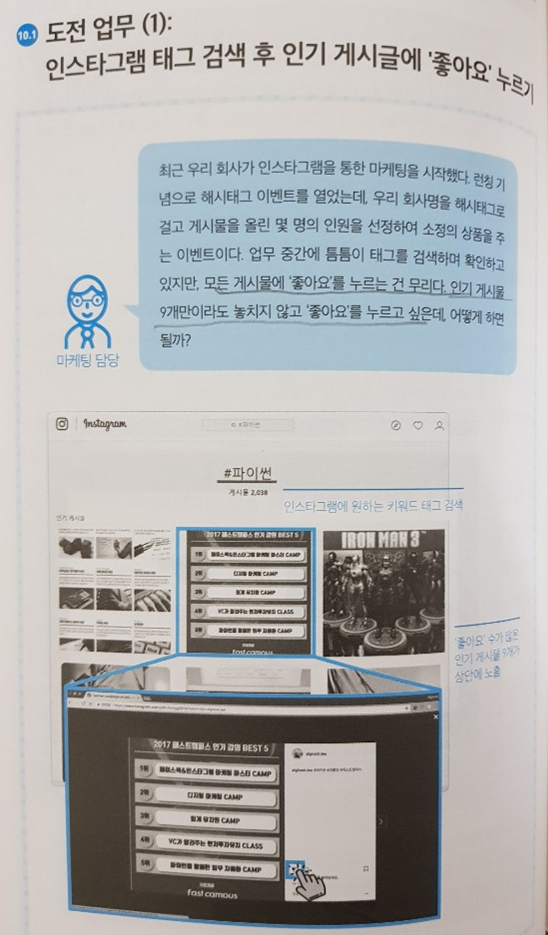 10.1 도전 업무 (1):
인스타그램 태그 검색 후 인기 게시글에 '좋아요' 누르기
최근 우리 회사가 인스타그램을 통한 마케팅을 시작했다. 런칭 기
념으로 해시태그 이벤트를 열었는데, 우리 회사명을 해시태그로
걸고 게시물을 올린 몇 명의 인원을 선정하여 소정의 상품을 주
는 이벤트이다. 업무 중간에 틈틈이 태그를 검색하며 확인하고
있지만, 모든 게시물에 '좋아요'를 누르는 건 무리다. 인기 게시물
9개만이라도 놓치지 않고 '좋아요'를 누르고 싶은데, 어떻게 하면
될까?
마케팅 담당
Instagram
#파이썬
#파이썬
게시물 2,038
인스타그램에 원하는 키워드 태그 검색
인기 게시물
2017 패스트캠퍼스 인기 강의 BEST 5
1위 페이스북&인스타그램 마케팅 마스터 CAMP
2위 디지털 마케팅 CAMP
3위 회계 유치원 CAMP
4위 VC가 알려주는 벤처투자유치 CLASS
5위 파이썬을 활용한 업무 자동화 CAMP
fast campus
IRON MAN 3
'좋아요' 수가 많은
인기 게시물 9개가
상단에 노출
2017 패스트캠퍼스 인기 강의 BEST 5
1위 페이스북&인스타그램 마케팅 마스터 CAMP
2위 디지털 마케팅 CAMP
3위 회계 유치원 CAMP
4위 VC가 알려주는 벤처투자유치 CLASS
5위 파이썬을 활용한 업무 자동화 CAMP
fast campus